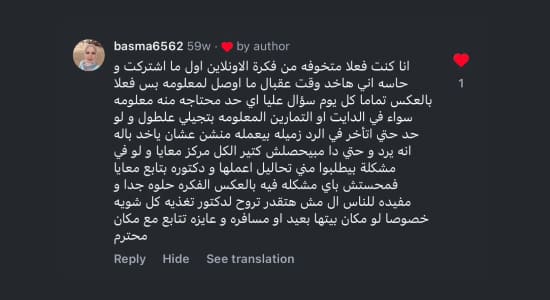 basma6562 59w · by author
انا كنت فعلا متخوفه من فكرة الاونلاين اول ما اشتركت و
حاسه اني هاخد وقت عقبال ما اوصل لمعلومه بس فعلا
بالعكس تماما كل يوم سؤال عليا اي حد محتاجه منه معلومه
سواء في الدايت او التمارين المعلومه بتجيلي علطول و لو
حد حتي اتأخر في الرد زميله بيعمله منشن عشان ياخد باله
انه يرد و حتي دا مبيحصلش كتير الكل مركز معايا و لو في
مشكلة بيطلبوا مني تحاليل اعملها و دكتوره بتابع معايا
فمحستش باي مشكله فيه بالعكس الفكره حلوه جدا و
مفيده للناس ال مش هتقدر تروح لدكتور تغذيه كل شويه
خصوصا لو مكان بيتها بعيد او مسافره و عايزه تتابع مع مكان
محترم
1
Reply Hide See translation